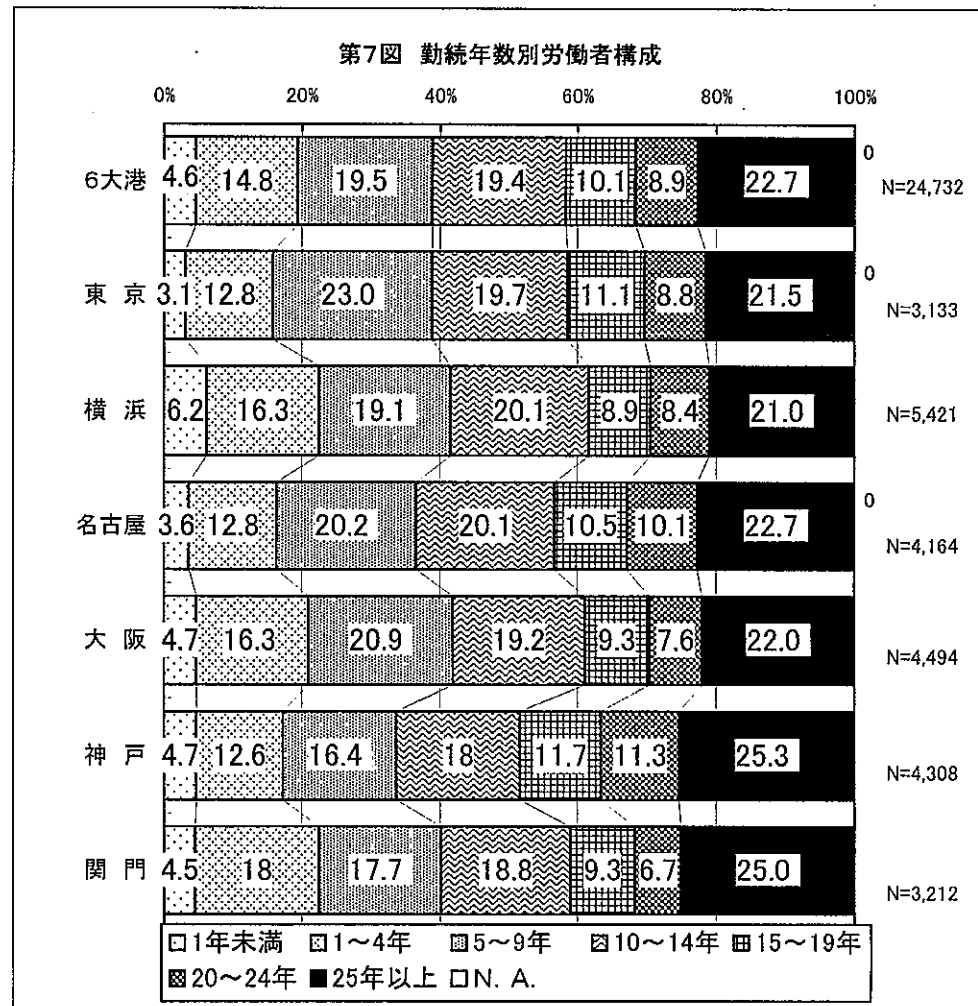 第7図 勤続年数別労働者構成
0% 20% 40% 60% 80% 100%
6大港 4.6 14.8 19.5 19.4 10.1 8.9 22.7 0 N=24,732
東京 3.1 12.8 23.0 19.7 11.1 8.8 21.5 0 N=3,133
横浜 6.2 16.3 19.1 20.1 8.9 8.4 21.0 N=5,421
名古屋 3.6 12.8 20.2 20.1 10.5 10.1 22.7 0 N=4,164
大阪 4.7 16.3 20.9 19.2 9.3 7.6 22.0 N=4,494
神戸 4.7 12.6 16.4 18 11.7 11.3 25.3 N=4,308
関門 4.5 18 17.7 18.8 9.3 6.7 25.0 N=3,212
1年未満 1～4年 5～9年 10～14年 15～19年
20～24年 25年以上 N. A.